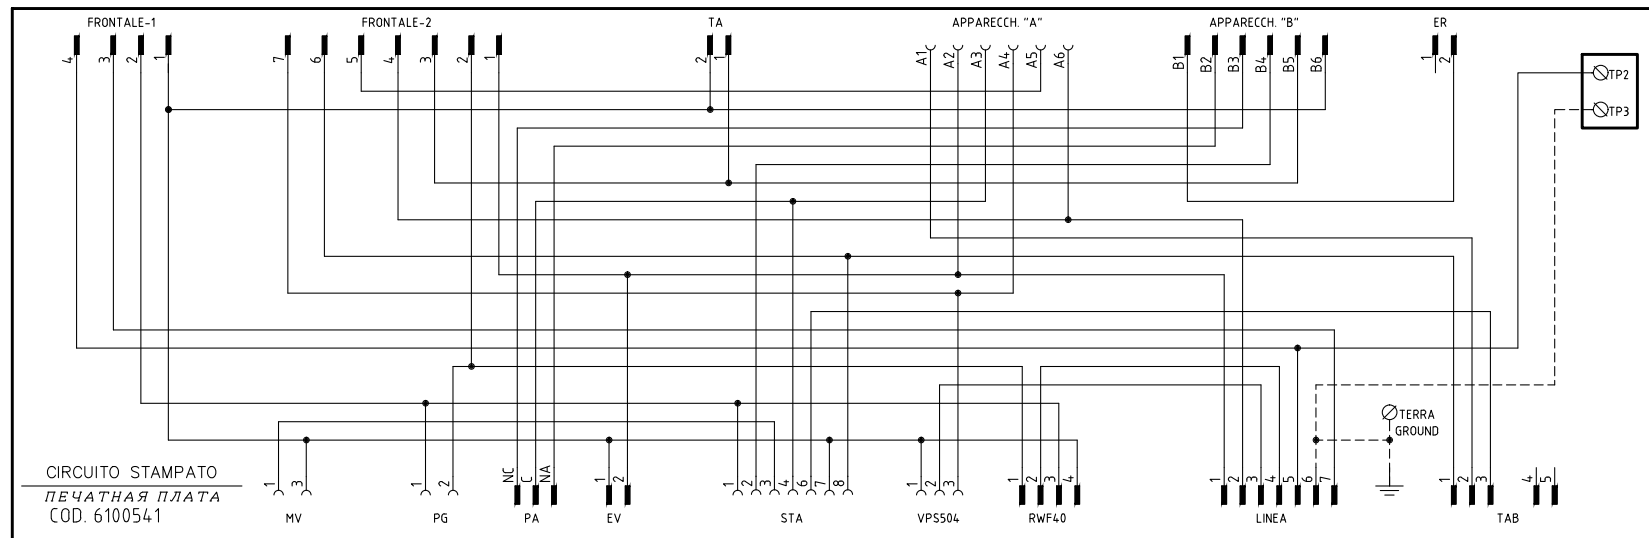 FRONTALE-1 FRONTALE-2 TA APPARECCH. "A" APPARECCH. "B" ER
4 3 2 1 7 6 5 4 3 2 1 2 1 A1 A2 A3 A4 A5 A6 B1 B2 B3 B4 B5 B6 1 2
TP2
TP3
TERRA
GROUND
CIRCUITO STAMPATO
ПЕЧАТНАЯ ПЛАТА
COD. 6100541
1 3 1 2 NC C NA 1 2 1 2 3 4 6 7 8 1 2 3 1 2 3 4 1 2 3 4 5 6 7 1 2 3 4 5
MV PG PA EV STA VPS504 RWF40 LINEA TAB